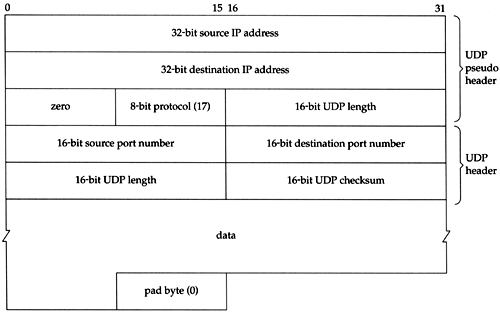 0 15 16 31
32-bit source IP address
32-bit destination IP address
zero 8-bit protocol (17) 16-bit UDP length
UDP
pseudo
header
16-bit source port number 16-bit destination port number
16-bit UDP length 16-bit UDP checksum
UDP
header
data
pad byte (0)